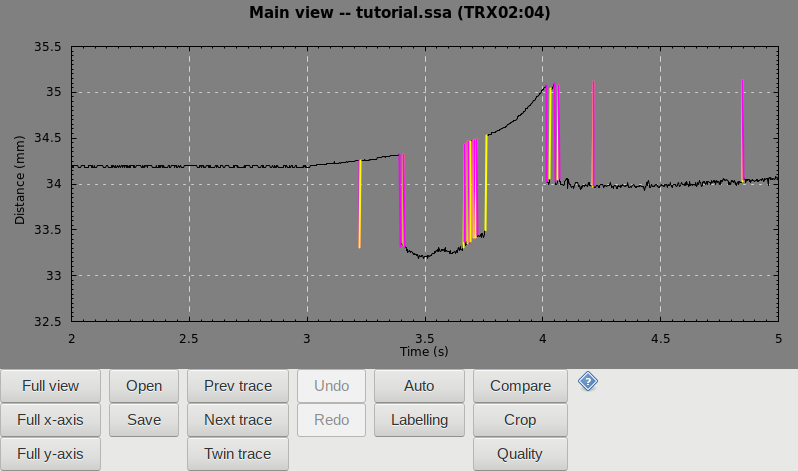 Main view -- tutorial.ssa (TRX02:04)
35.5
35
34.5
34
33.5
33
32.5
Distance (mm)
2 2.5 3 3.5 4 4.5 5
Time (s)
Full view Open Prev trace Undo Auto Compare ?
Full x-axis Save Next trace Redo Labelling Crop
Full y-axis Twin trace Quality